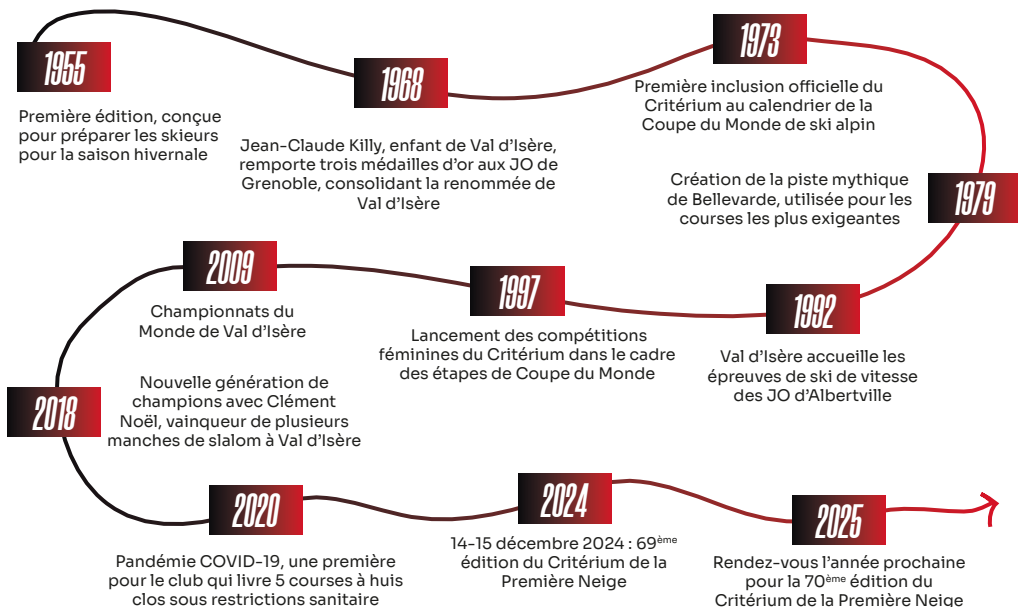 1955
Première édition, conçue
pour préparer les skieurs
pour la saison hivernale
1968
Jean-Claude Killy, enfant de Val d'Isère,
remporte trois médailles d'or aux JO de
Grenoble, consolidant la renommée de
Val d'Isère
1973
Première inclusion officielle du
Critérium au calendrier de la
Coupe du Monde de ski alpin
1979
Création de la piste mythique
de Bellevarde, utilisée pour les
courses les plus exigeantes
1992
Val d'Isère accueille les
épreuves de ski de vitesse
des JO d'Albertville
1997
Lancement des compétitions
féminines du Critérium dans le cadre
des étapes de Coupe du Monde
2009
Championnats du
Monde de Val d'Isère
2018
Nouvelle génération de
champions avec Clément
Noël, vainqueur de plusieurs
manches de slalom à Val d'Isère
2020
Pandémie COVID-19, une première
pour le club qui livre 5 courses à huis
clos sous restrictions sanitaire
2024
14-15 décembre 2024 : 69ème
édition du Critérium de la
Première Neige
2025
Rendez-vous l'année prochaine
pour la 70ème édition du
Critérium de la Première Neige